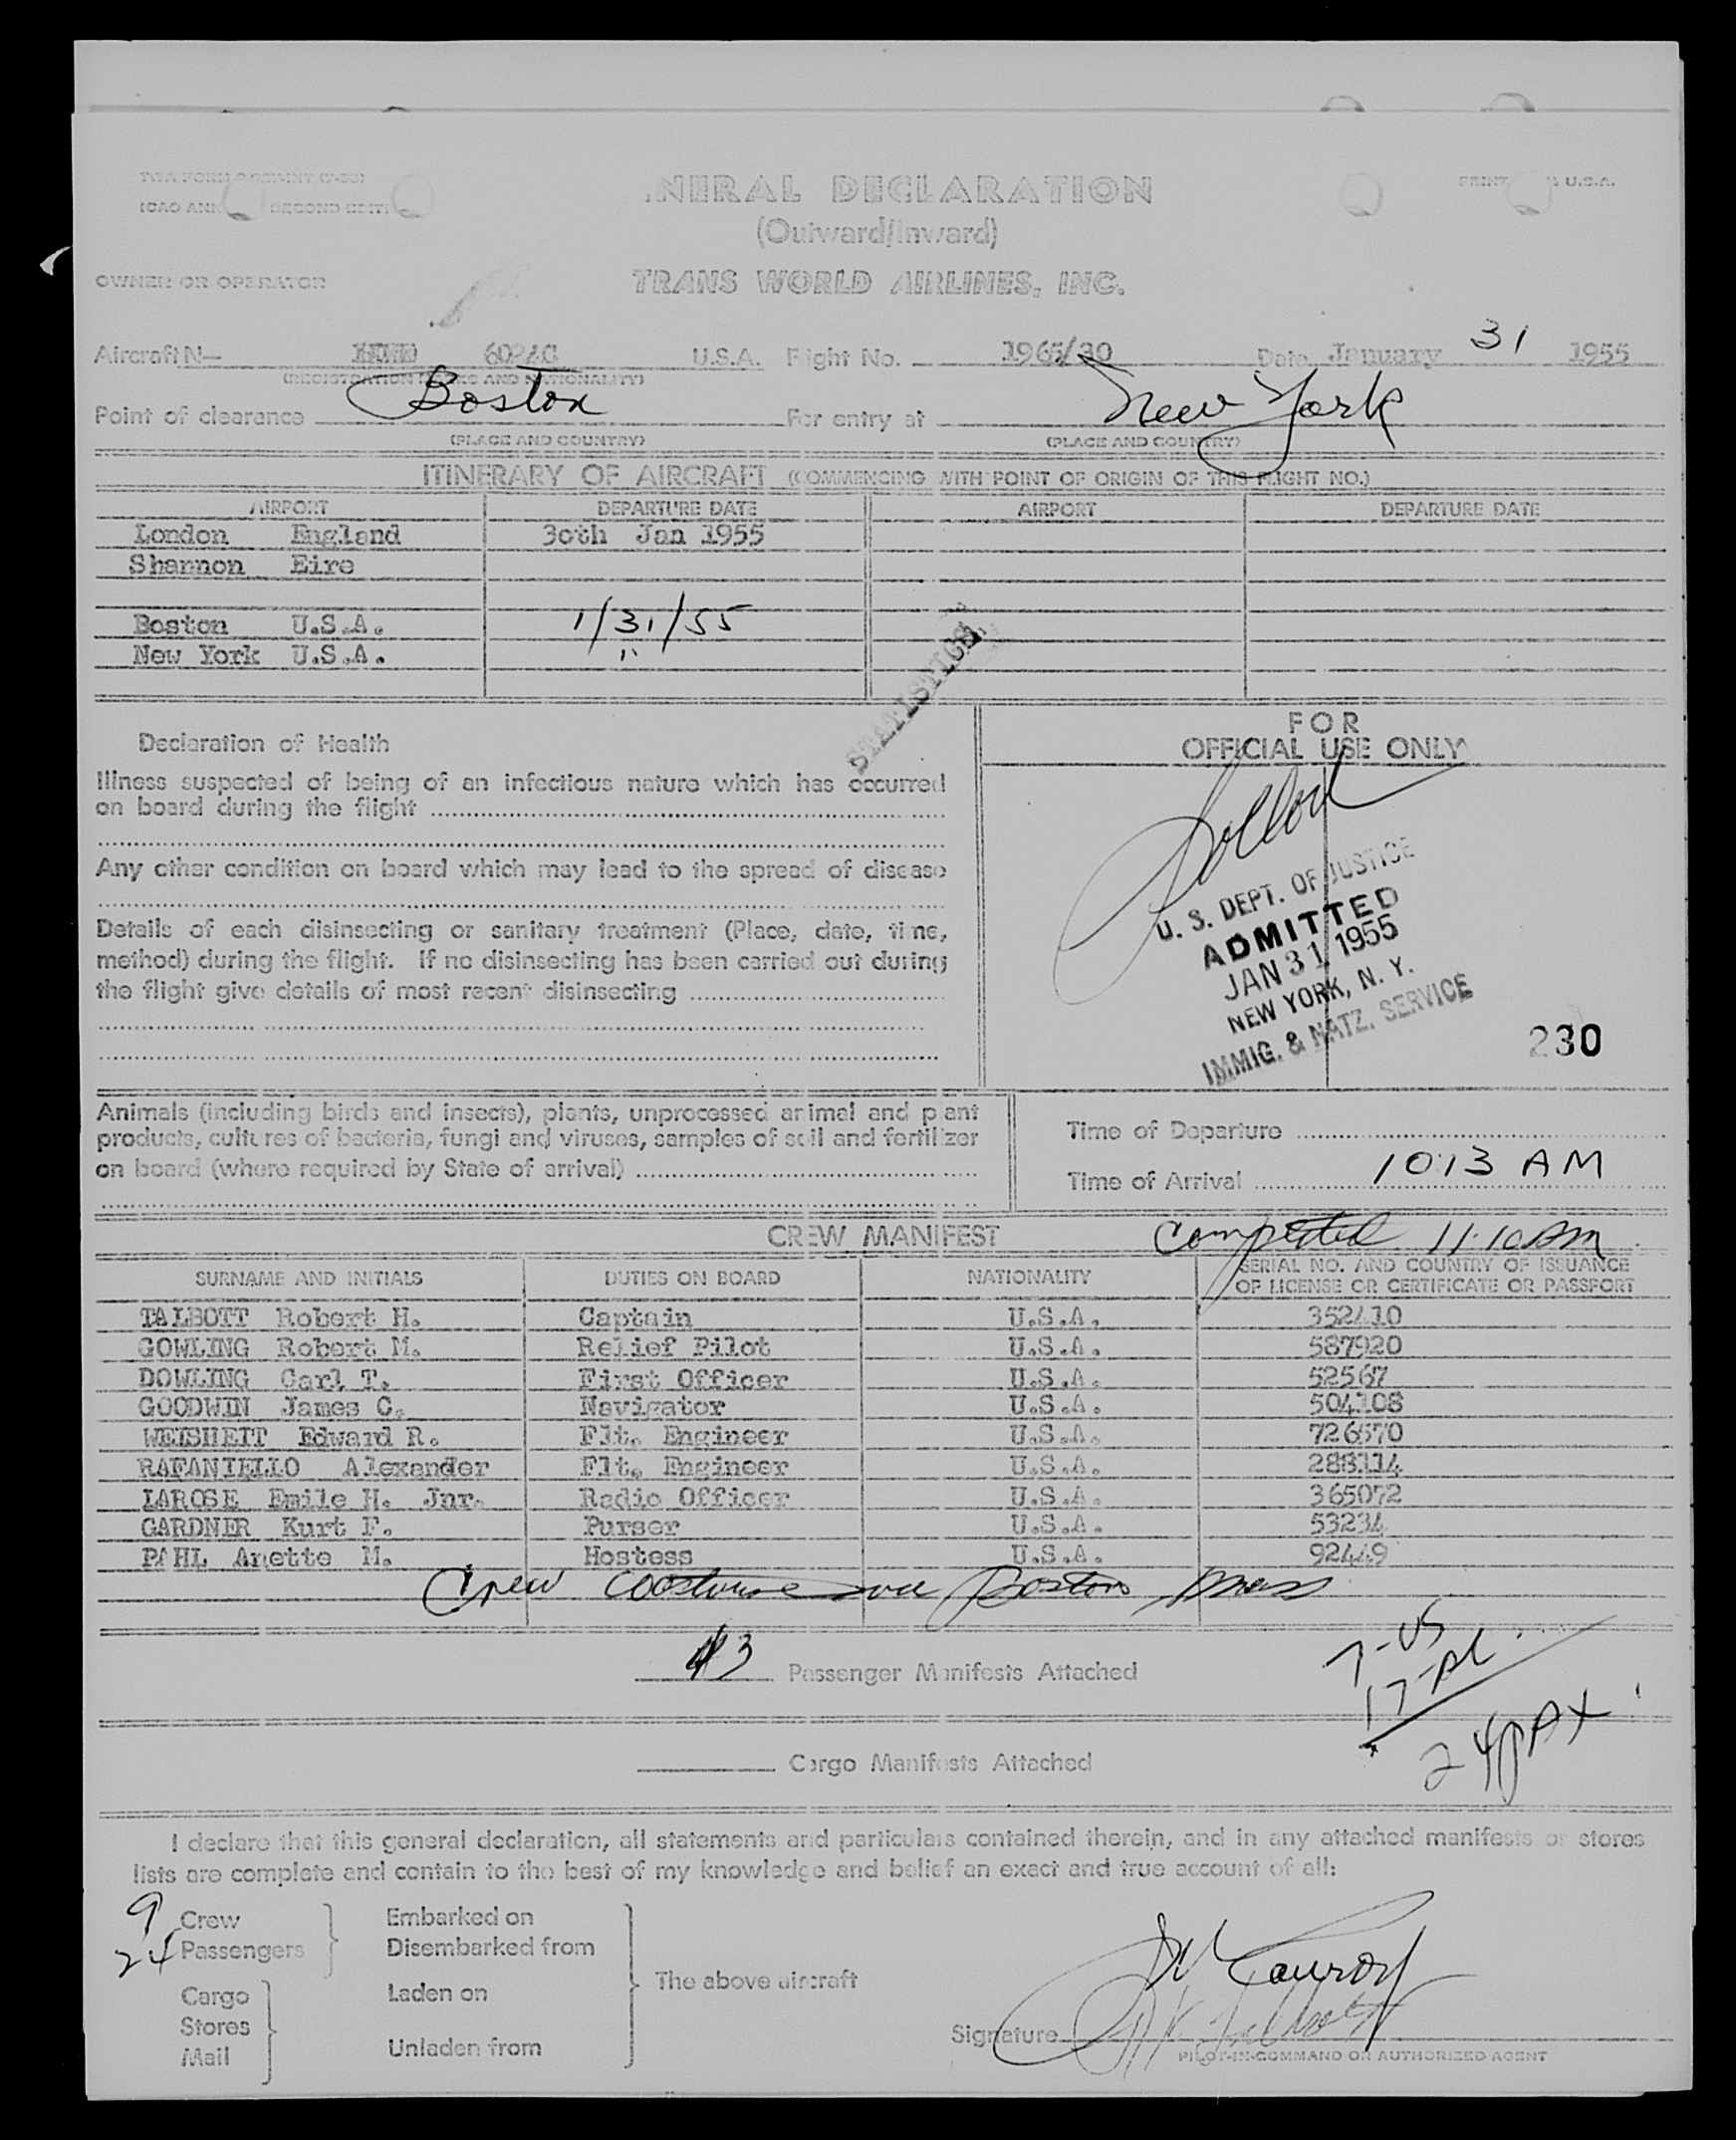 NERAL DECLARATION
(Outward/Inward)
OWNER OR OPERATOR TRANS WORLD AIRLINES, INC.
Aircraft N— U.S.A. Flight No. 1965/30 Date January 31 1955
(REGISTRATION AND NATIONALITY)
Point of clearance Boston For entry at New York
(PLACE AND COUNTRY) (PLACE AND COUNTRY)
ITINERARY OF AIRCRAFT (COMMENCING WITH POINT OF ORIGIN OF THIS FLIGHT NO.)
AIRPORT DEPARTURE DATE AIRPORT DEPARTURE DATE
London England 30th Jan 1955
Shannon Eire
Boston U.S.A. 1/31/55
New York U.S.A. "
STATISTICS
Declaration of Health
Illness suspected of being of an infectious nature which has occurred
on board during the flight
Any other condition on board which may lead to the spread of disease
Details of each disinsecting or sanitary treatment (Place, date, time,
method) during the flight. If no disinsecting has been carried out during
the flight give details of most recent disinsecting
FOR
OFFICIAL USE ONLY
U. S. DEPT. OF JUSTICE
ADMITTED
JAN 31 1955
NEW YORK, N. Y.
IMMIG. & NATZ. SERVICE
230
Animals (including birds and insects), plants, unprocessed animal and plant
products, cultures of bacteria, fungi and viruses, samples of soil and fertilizer
on board (where required by State of arrival)
Time of Departure
Time of Arrival 10:13 AM
CREW MANIFEST Completed 11:10 AM
SURNAME AND INITIALS DUTIES ON BOARD NATIONALITY SERIAL NO. AND COUNTRY OF ISSUANCE
OF LICENSE OR CERTIFICATE OR PASSPORT
TALBOTT Robert H. Captain U.S.A. 352410
GOWLING Robert M. Relief Pilot U.S.A. 587920
DOWLING Carl T. First Officer U.S.A. 52567
GOODWIN James C. Navigator U.S.A. 504108
WEISHEIT Edward R. Flt. Engineer U.S.A. 726570
RAFANIELLO Alexander Flt. Engineer U.S.A. 288114
LAROSE Emile H. Jnr. Radio Officer U.S.A. 365072
GARDNER Kurt F. Purser U.S.A. 53234
PAHL Anette M. Hostess U.S.A. 92449
Crew Boston Mass
3 Passenger Manifests Attached
7-US
17-AL
24 PAX
Cargo Manifests Attached
I declare that this general declaration, all statements and particulars contained therein, and in any attached manifests or stores
lists are complete and contain to the best of my knowledge and belief an exact and true account of all:
9 Crew
24 Passengers
Embarked on
Disembarked from
Cargo
Stores
Mail
Laden on
Unladen from
The above aircraft
Signature
PILOT-IN-COMMAND OR AUTHORIZED AGENT